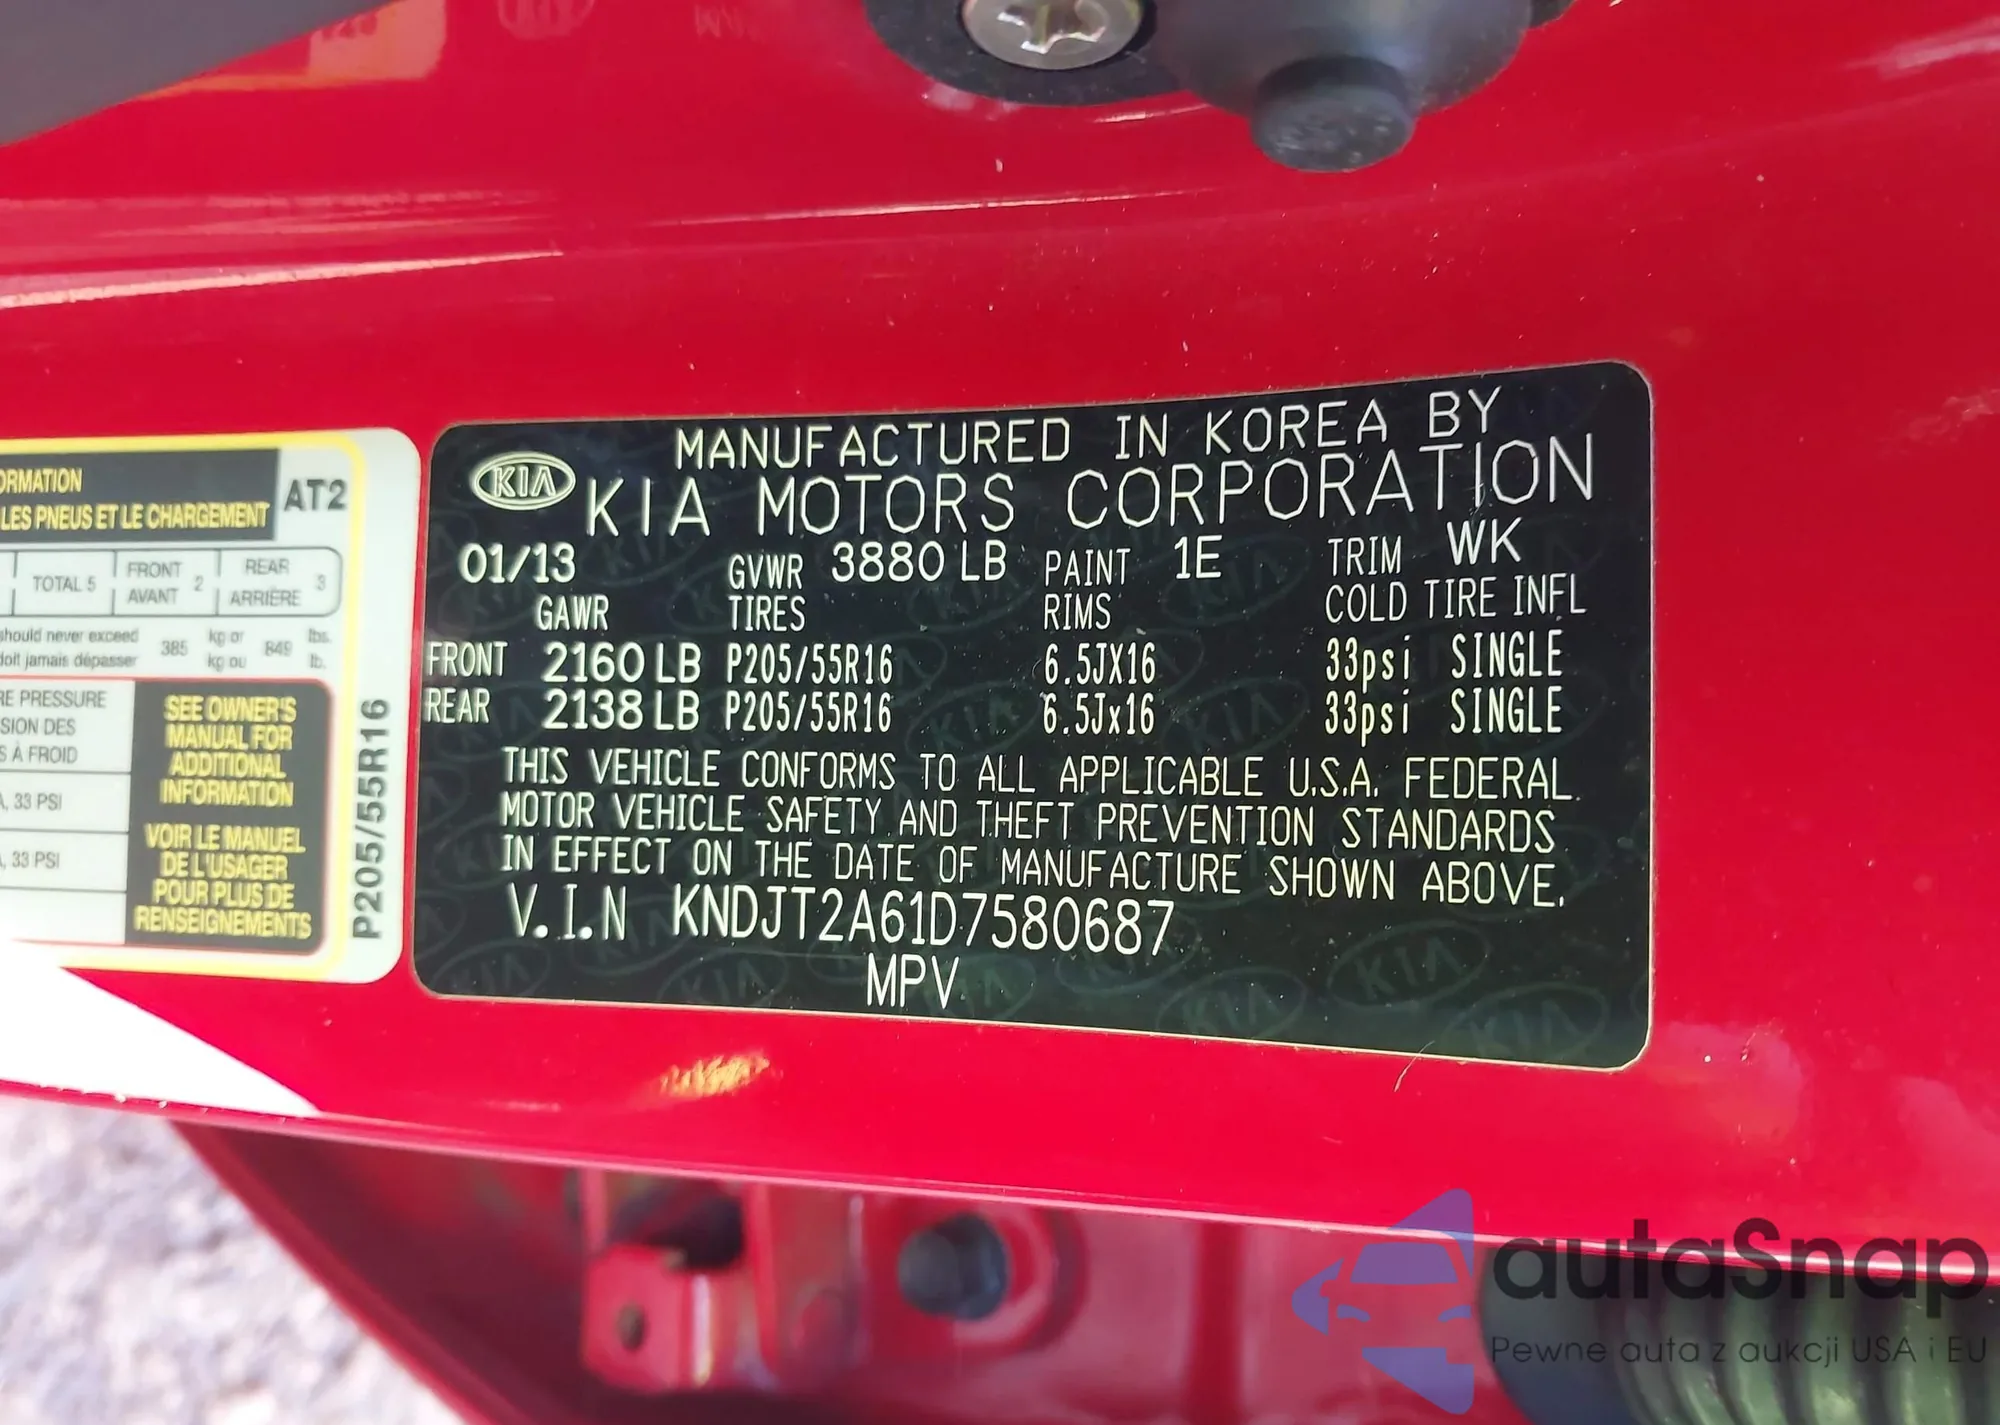 ORMATION
LES PNEUS ET LE CHARGEMENT
AT2
TOTAL 5
FRONT
AVANT
2
REAR
ARRIÈRE
3
should never exceed
doit jamais dépasser
385
kg or
kg ou
849
lbs.
lb.
RE PRESSURE
SION DES
S À FROID
A, 33 PSI
A, 33 PSI
SEE OWNER'S
MANUAL FOR
ADDITIONAL
INFORMATION
VOIR LE MANUEL
DE L'USAGER
POUR PLUS DE
RENSEIGNEMENTS
P205/55R16
KIA
MANUFACTURED IN KOREA BY
KIA MOTORS CORPORATION
01/13 GVWR 3880 LB PAINT 1E TRIM WK
GAWR TIRES RIMS COLD TIRE INFL
FRONT 2160 LB P205/55R16 6.5JX16 33psi SINGLE
REAR 2138 LB P205/55R16 6.5Jx16 33psi SINGLE
THIS VEHICLE CONFORMS TO ALL APPLICABLE U.S.A. FEDERAL
MOTOR VEHICLE SAFETY AND THEFT PREVENTION STANDARDS
IN EFFECT ON THE DATE OF MANUFACTURE SHOWN ABOVE.
V.I.N KNDJT2A61D7580687
MPV
autaSnap
Pewne auta z aukcji USA i EU